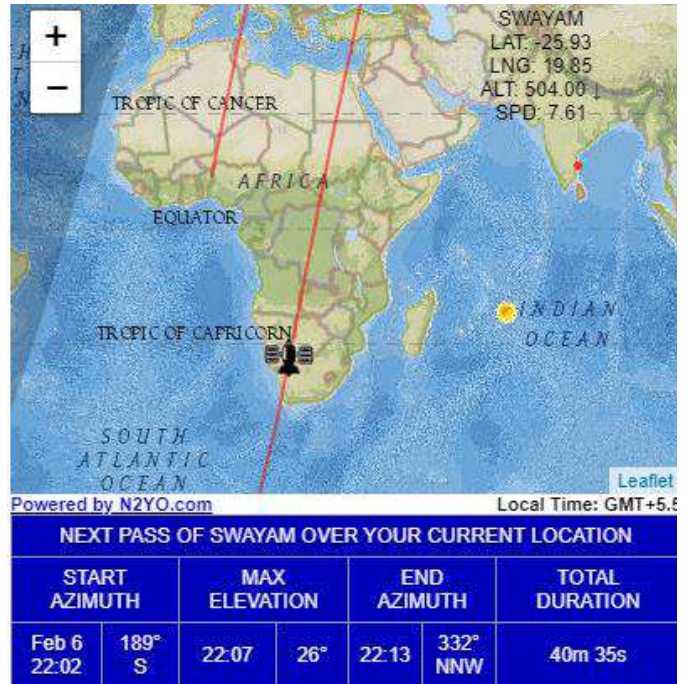 +
−
SWAYAM
LAT: -25.93
LNG: 19.85
ALT: 504.00 ↓
SPD: 7.61
TROPIC OF CANCER
AFRICA
EQUATOR
INDIAN
OCEAN
TROPIC OF CAPRICORN
SOUTH
ATLANTIC
OCEAN
Leaflet
Powered by N2YO.com
Local Time: GMT+5.5
NEXT PASS OF SWAYAM OVER YOUR CURRENT LOCATION
START AZIMUTH
MAX ELEVATION
END AZIMUTH
TOTAL DURATION
Feb 6 22:02
189° S
22:07
26°
22:13
332° NNW
40m 35s